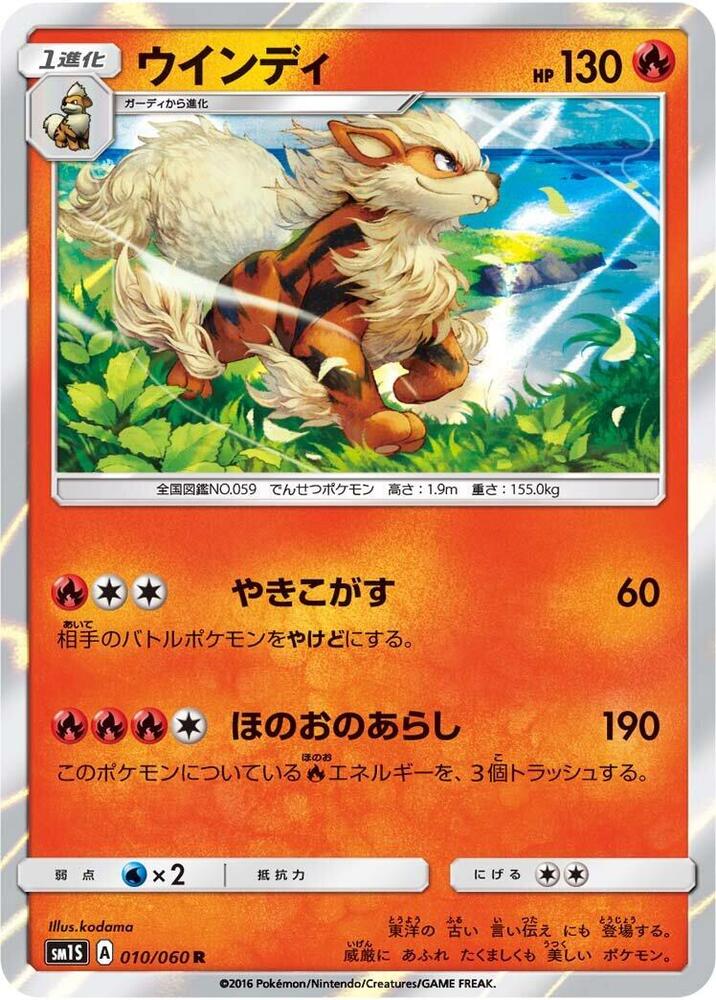 1進化
ウインディ
HP 130
ガーディから進化
全国図鑑NO.059 でんせつポケモン 高さ：1.9m 重さ：155.0kg
やきこがす 60
相手のバトルポケモンをやけどにする。
ほのおのあらし 190
このポケモンについているエネルギーを、3個トラッシュする。
弱点 ×2 抵抗力 にげる
Illus.kodama
東洋の 古い 言い伝え にも 登場する。
威厳に あふれ たくましくも 美しい ポケモン。
SM1S A 010/060 R
©2016 Pokémon/Nintendo/Creatures/GAME FREAK.